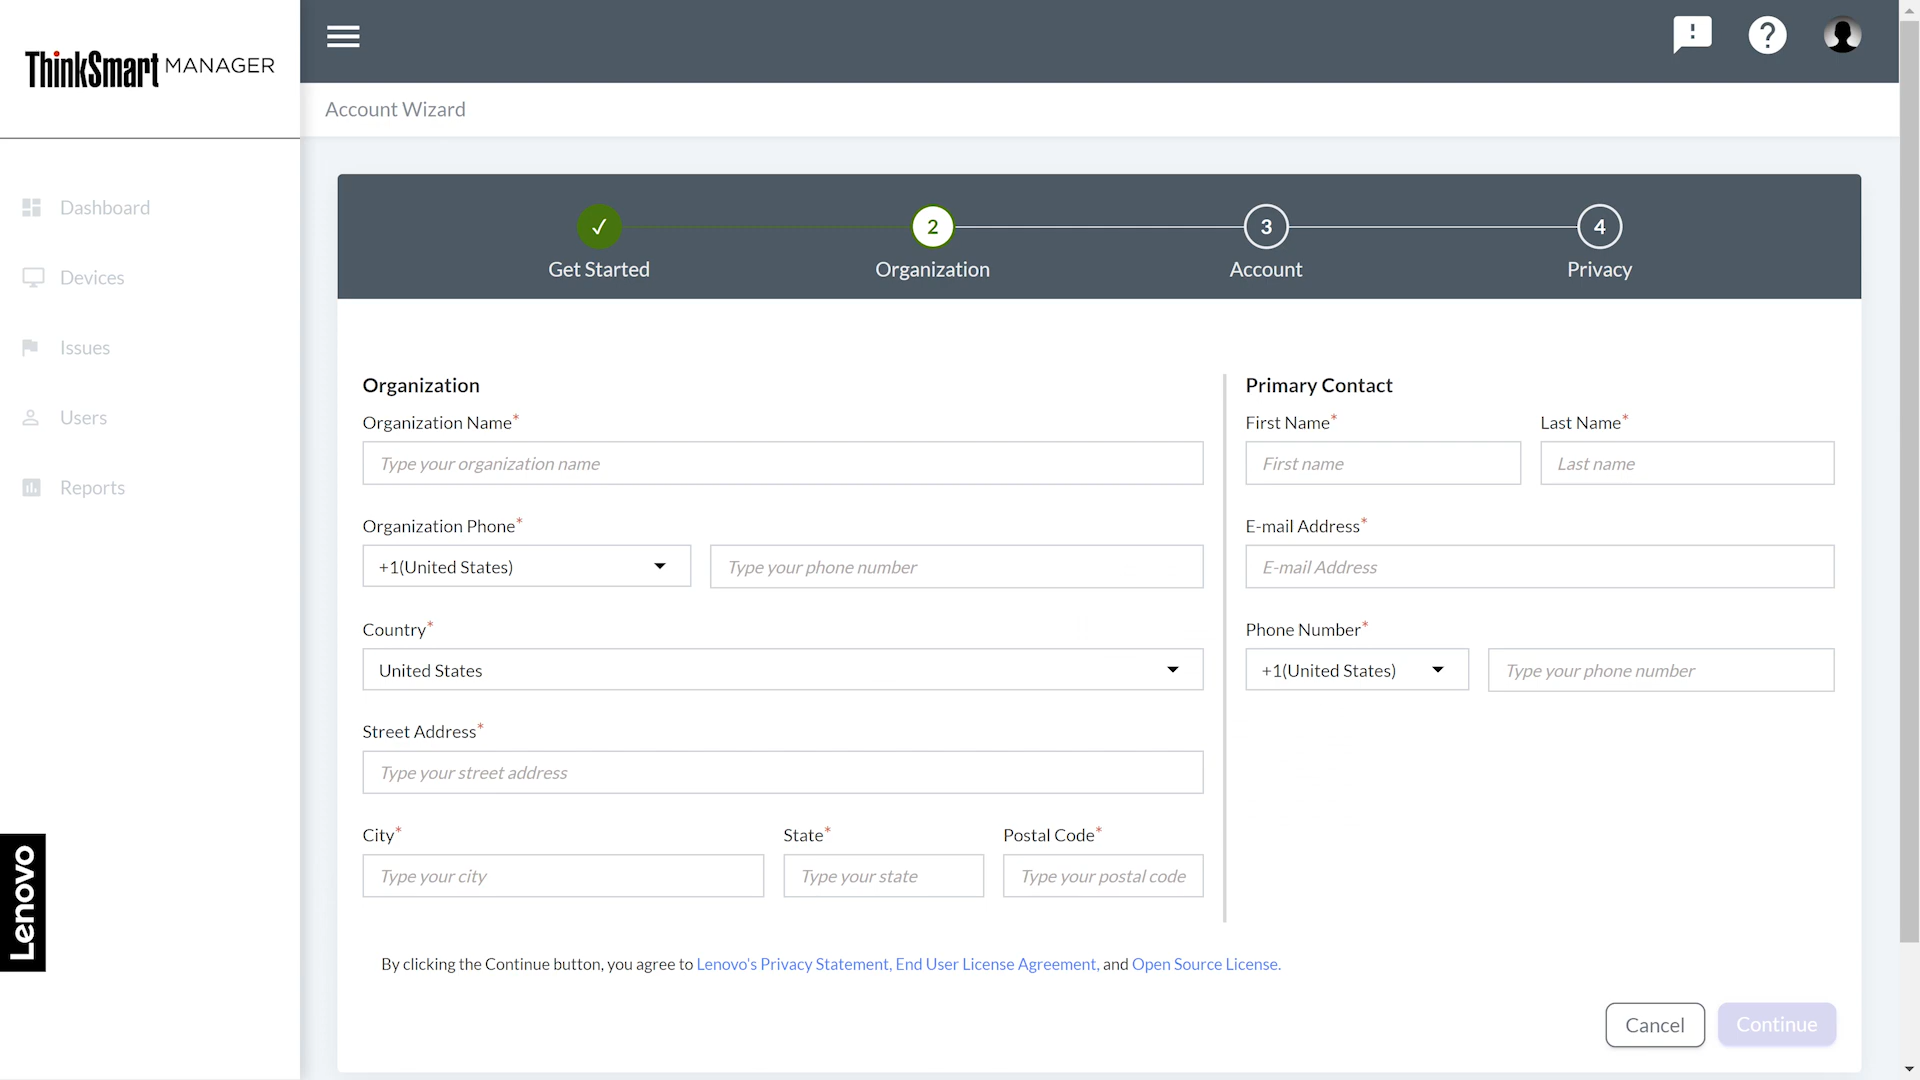 ThinkSmart MANAGER
Account Wizard
Dashboard
Devices
Issues
Users
Reports
Lenovo
✓ 2 3 4
Get Started Organization Account Privacy
Organization
Organization Name*
Type your organization name
Organization Phone*
+1(United States) Type your phone number
Country*
United States
Street Address*
Type your street address
City* State* Postal Code*
Type your city Type your state Type your postal code
Primary Contact
First Name* Last Name*
First name Last name
E-mail Address*
E-mail Address
Phone Number*
+1(United States) Type your phone number
By clicking the Continue button, you agree to Lenovo's Privacy Statement, End User License Agreement, and Open Source License.
Cancel Continue